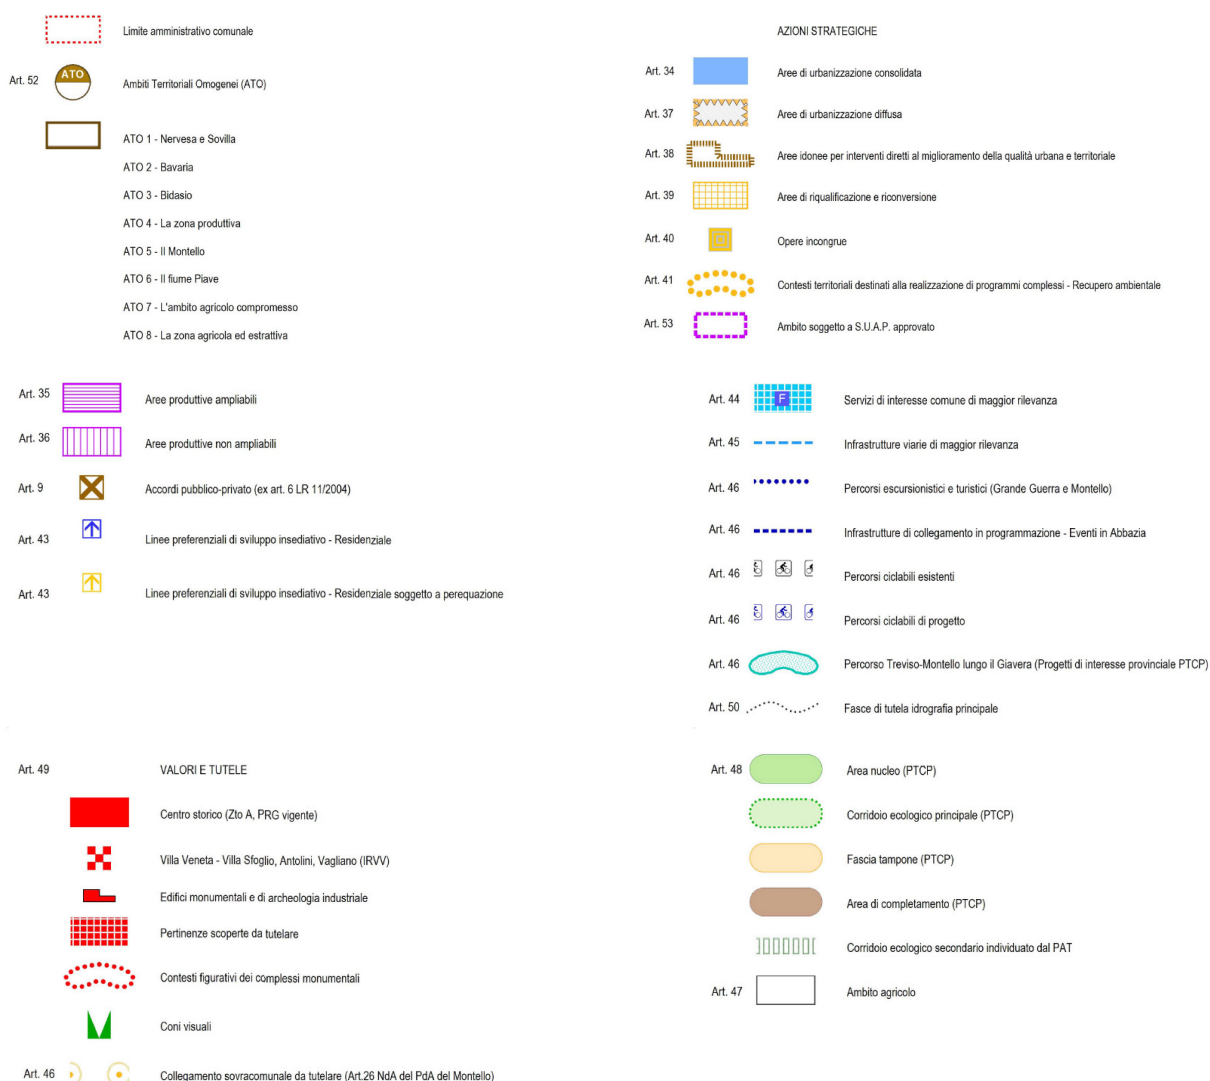 Limite amministrativo comunale
Art. 52 ATO Ambiti Territoriali Omogenei (ATO)
ATO 1 - Nervesa e Sovilla
ATO 2 - Bavaria
ATO 3 - Bidasio
ATO 4 - La zona produttiva
ATO 5 - Il Montello
ATO 6 - Il fiume Piave
ATO 7 - L'ambito agricolo compromesso
ATO 8 - La zona agricola ed estrattiva
AZIONI STRATEGICHE
Art. 34 Aree di urbanizzazione consolidata
Art. 37 Aree di urbanizzazione diffusa
Art. 38 Aree idonee per interventi diretti al miglioramento della qualità urbana e territoriale
Art. 39 Aree di riqualificazione e riconversione
Art. 40 Opere incongrue
Art. 41 Contesti territoriali destinati alla realizzazione di programmi complessi - Recupero ambientale
Art. 53 Ambito soggetto a S.U.A.P. approvato
Art. 35 Aree produttive ampliabili
Art. 36 Aree produttive non ampliabili
Art. 9 Accordi pubblico-privato (ex art. 6 LR 11/2004)
Art. 43 Linee preferenziali di sviluppo insediativo - Residenziale
Art. 43 Linee preferenziali di sviluppo insediativo - Residenziale soggetto a perequazione
Art. 44 F Servizi di interesse comune di maggior rilevanza
Art. 45 Infrastrutture viarie di maggior rilevanza
Art. 46 Percorsi escursionistici e turistici (Grande Guerra e Montello)
Art. 46 Infrastrutture di collegamento in programmazione - Eventi in Abbazia
Art. 46 Percorsi ciclabili esistenti
Art. 46 Percorsi ciclabili di progetto
Art. 46 Percorso Treviso-Montello lungo il Giavera (Progetti di interesse provinciale PTCP)
Art. 50 Fasce di tutela idrografia principale
Art. 49 VALORI E TUTELE
Centro storico (Zto A, PRG vigente)
Villa Veneta - Villa Sfoglio, Antolini, Vagliano (IRVV)
Edifici monumentali e di archeologia industriale
Pertinenze scoperte da tutelare
Contesti figurativi dei complessi monumentali
Coni visuali
Art. 46 Collegamento sovracomunale da tutelare (Art.26 NdA del PdA del Montello)
Art. 48 Area nucleo (PTCP)
Corridoio ecologico principale (PTCP)
Fascia tampone (PTCP)
Area di completamento (PTCP)
Corridoio ecologico secondario individuato dal PAT
Art. 47 Ambito agricolo